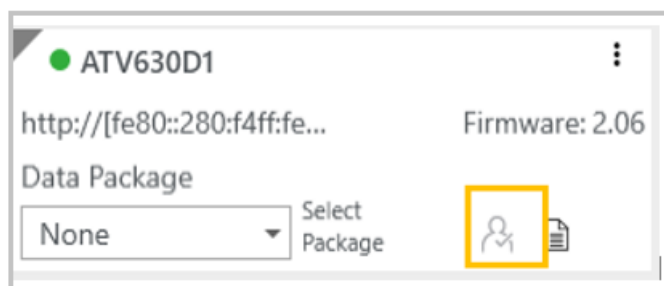 ATV630D1
http://[fe80::280:f4ff:fe... Firmware: 2.06
Data Package
None Select Package